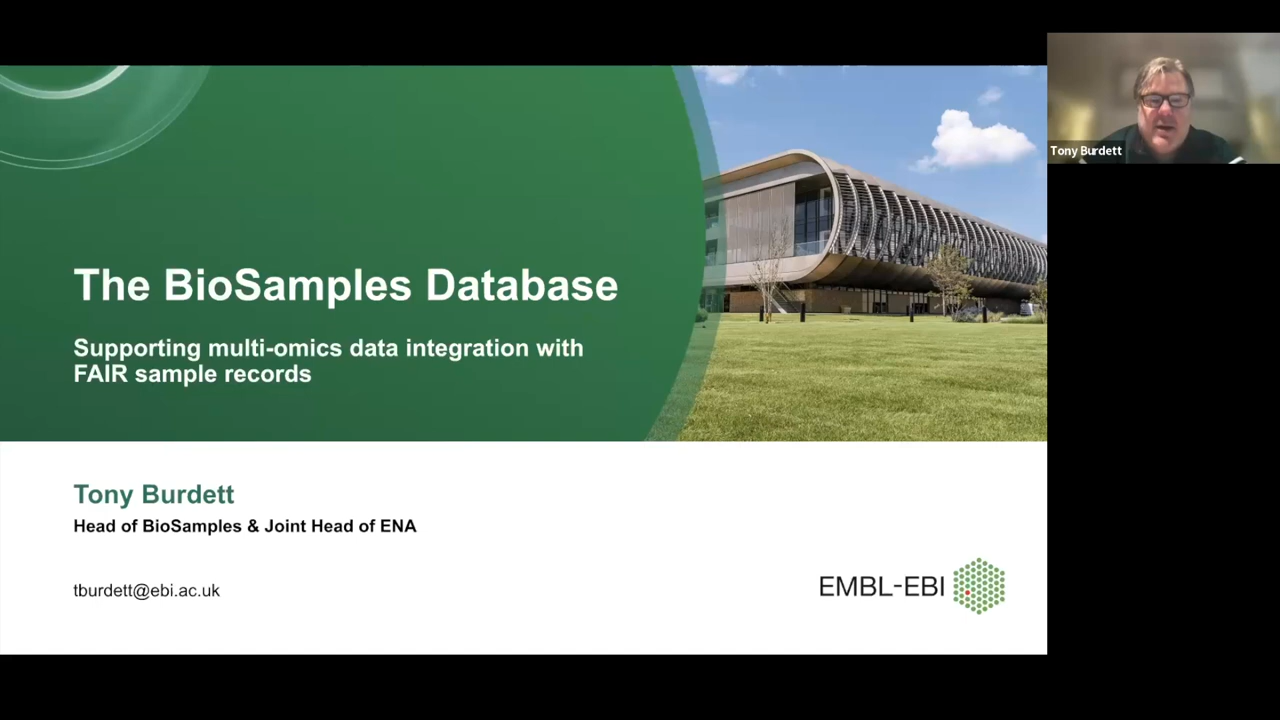 The BioSamples Database
Supporting multi-omics data integration with
FAIR sample records
Tony Burdett
Head of BioSamples & Joint Head of ENA
tburdett@ebi.ac.uk
EMBL-EBI
Tony Burdett